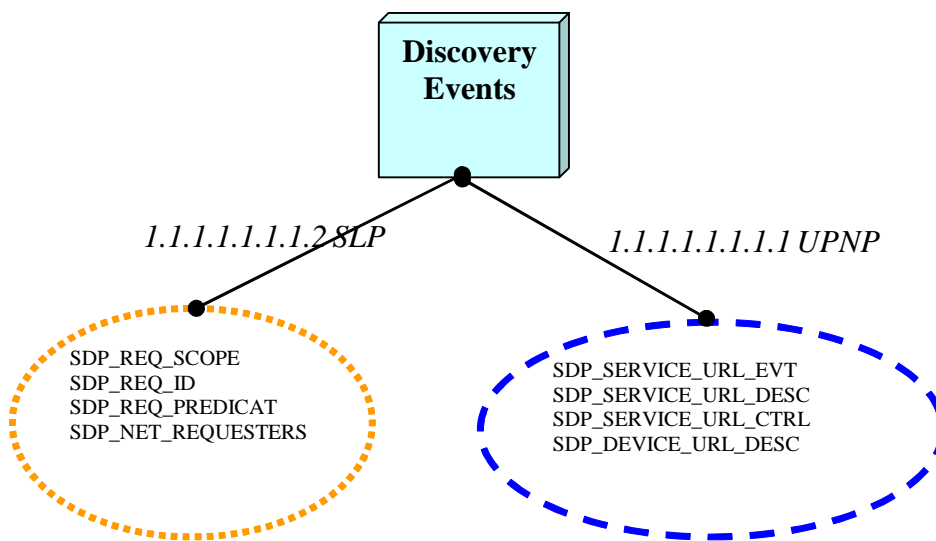 Discovery
Events
1.1.1.1.1.1.1.2 SLP
1.1.1.1.1.1.1.1 UPNP
SDP_REQ_SCOPE
SDP_REQ_ID
SDP_REQ_PREDICAT
SDP_NET_REQUESTERS
SDP_SERVICE_URL_EVT
SDP_SERVICE_URL_DESC
SDP_SERVICE_URL_CTRL
SDP_DEVICE_URL_DESC